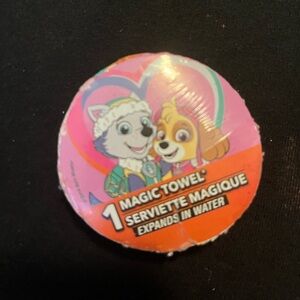 1 MAGIC TOWEL*
SERVIETTE MAGIQUE
EXPANDS IN WATER